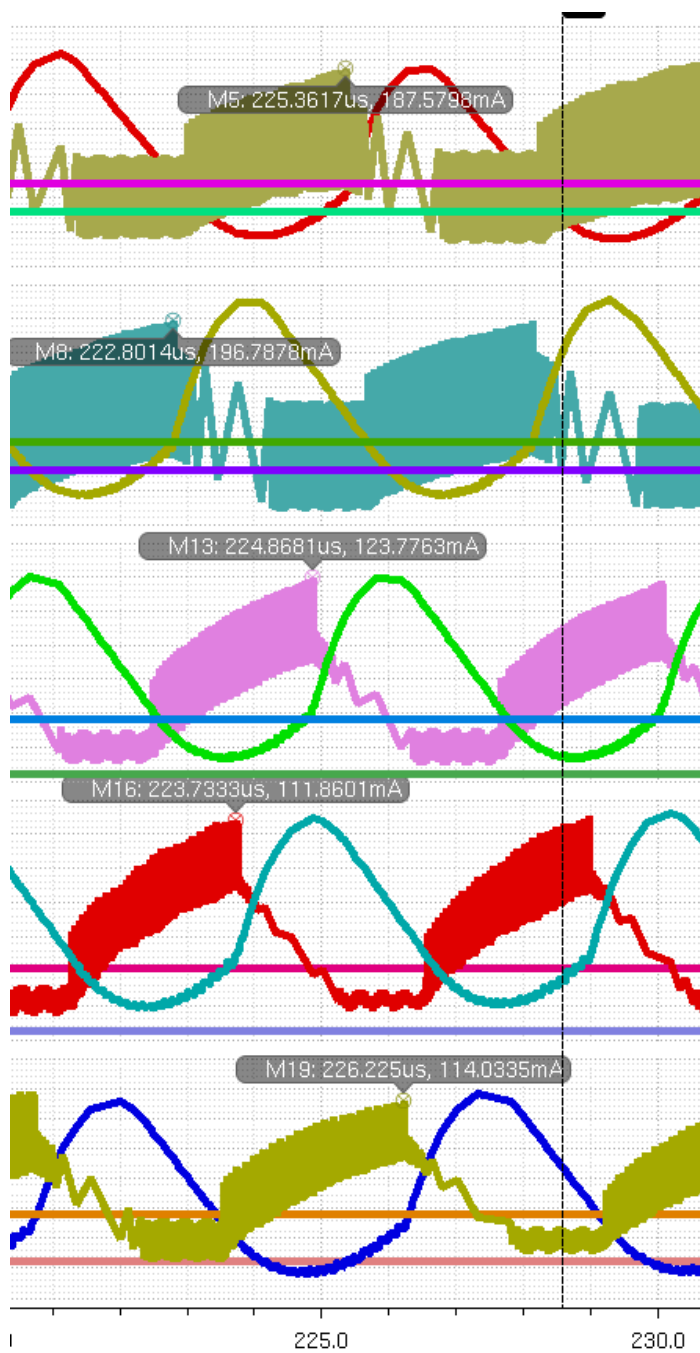 M5: 225.3617us, 187.5798mA
M8: 222.8014us, 196.7878mA
M13: 224.8681us, 123.7763mA
M16: 223.7333us, 111.8601mA
M19: 226.225us, 114.0335mA
225.0 230.0